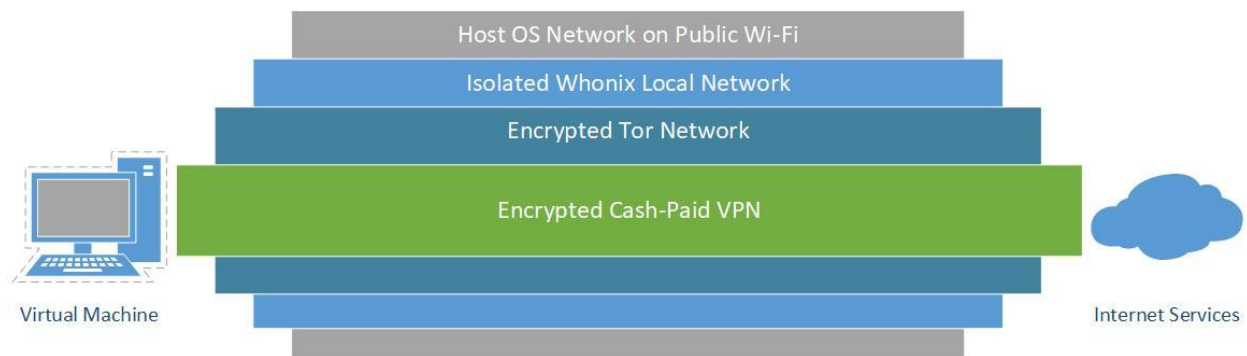 Host OS Network on Public Wi-Fi
Isolated Whonix Local Network
Encrypted Tor Network
Encrypted Cash-Paid VPN
Virtual Machine
Internet Services